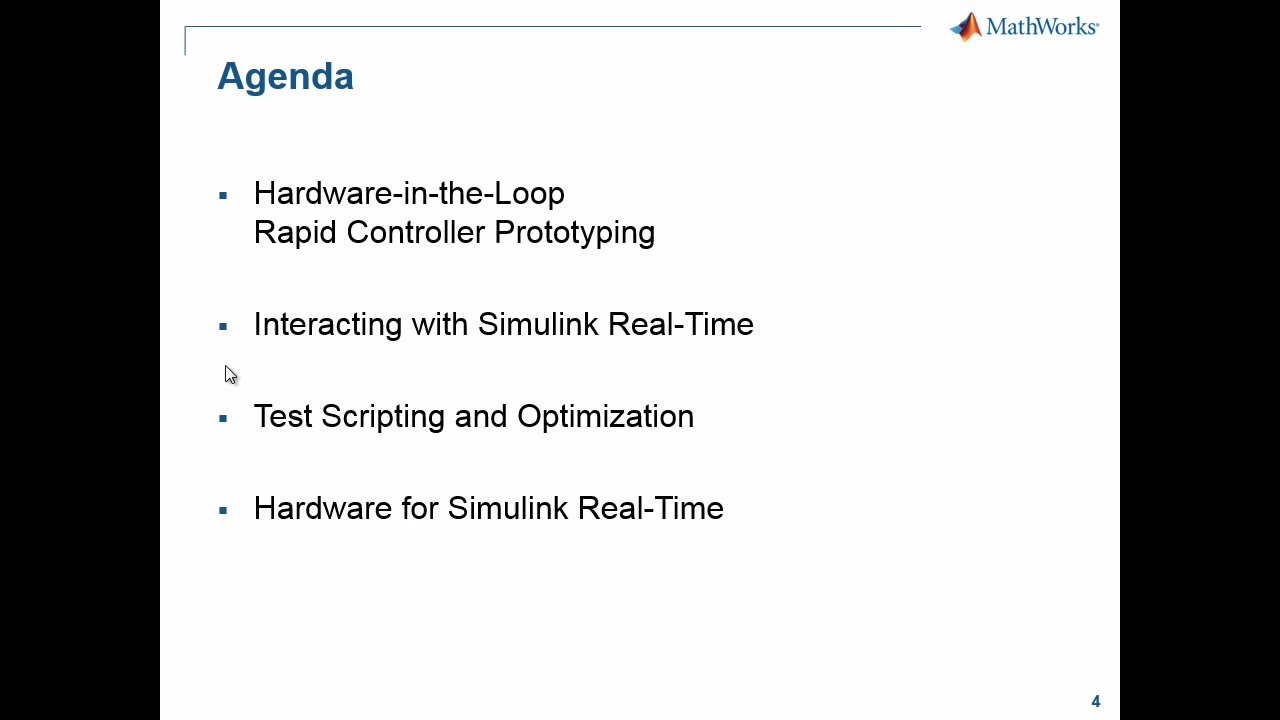 MathWorks®
Agenda
Hardware-in-the-Loop
Rapid Controller Prototyping
Interacting with Simulink Real-Time
Test Scripting and Optimization
Hardware for Simulink Real-Time
4